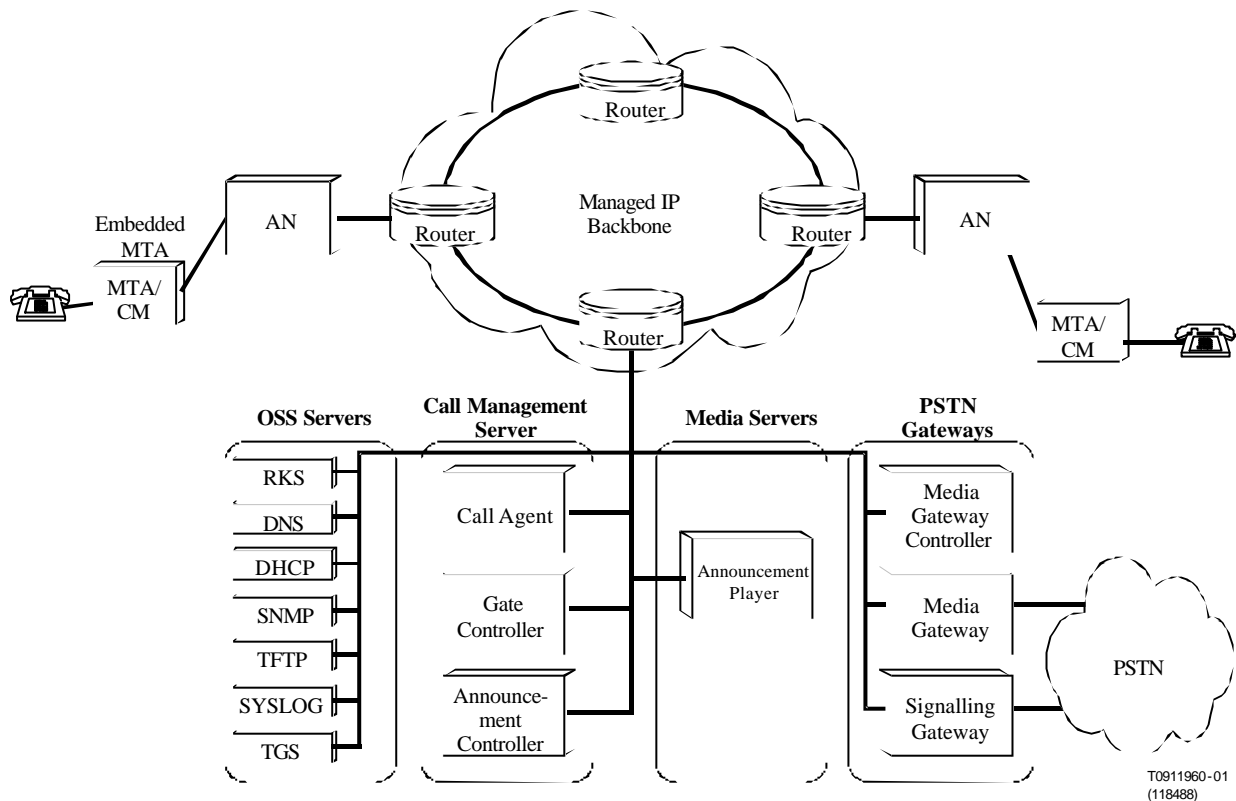 Router
Managed IP
Backbone
AN
Router
Router
AN
Embedded
MTA
MTA/
CM
Router
MTA/
CM
OSS Servers
Call Management
Server
Media Servers
PSTN
Gateways
RKS
DNS
DHCP
SNMP
TFTP
SYSLOG
TGS
Call Agent
Gate
Controller
Announce-
ment
Controller
Announcement
Player
Media
Gateway
Controller
Media
Gateway
Signalling
Gateway
PSTN
T0911960-01
(118488)